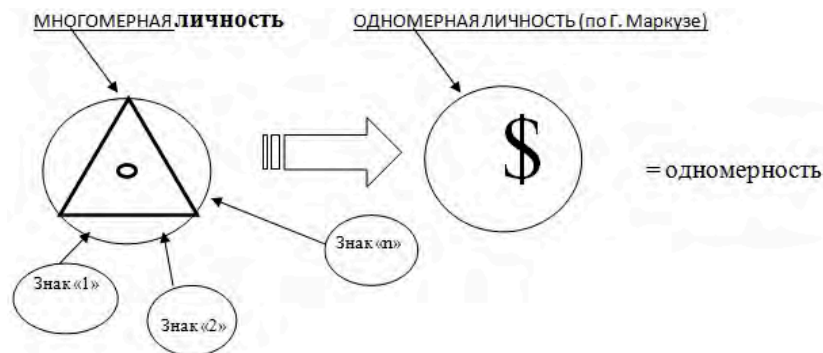 МНОГОМЕРНАЯ личность
ОДНОМЕРНАЯ ЛИЧНОСТЬ (по Г. Маркузе)
$
= одномерность
Знак «n»
Знак «1»
Знак «2»